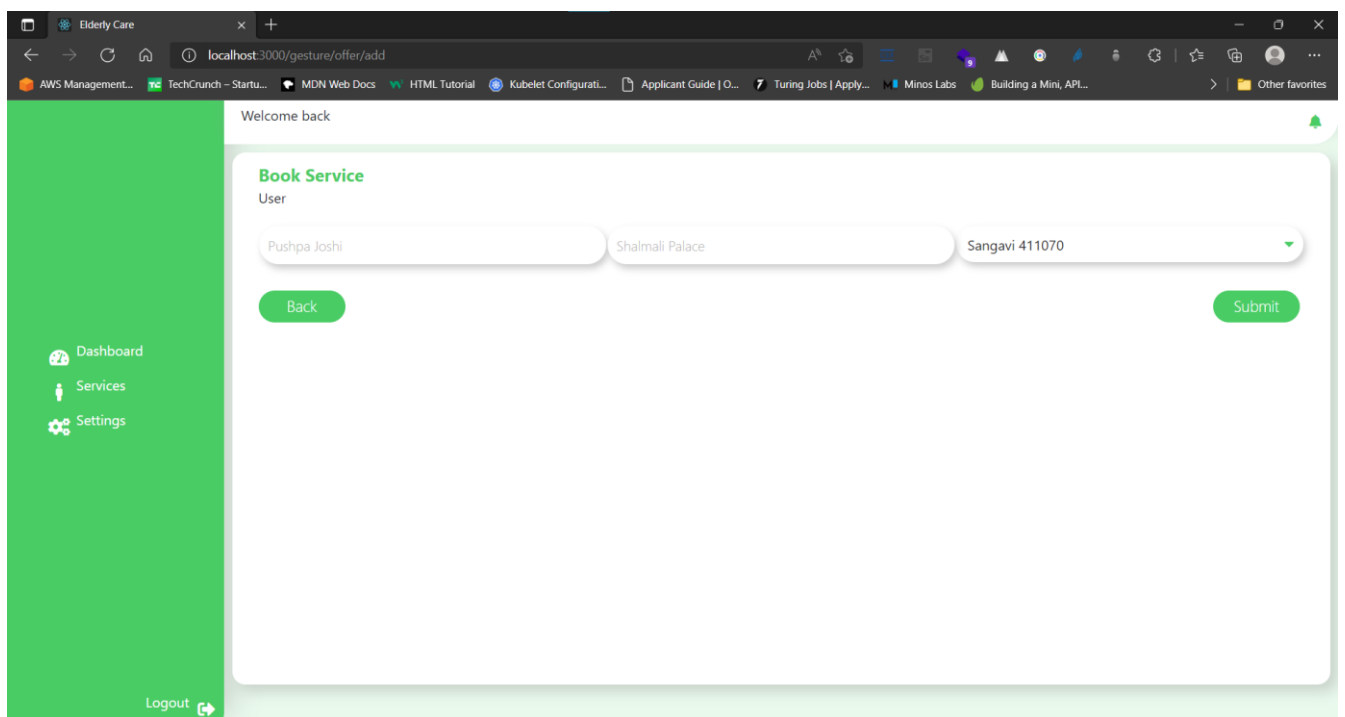 Elderly Care
localhost:3000/gesture/offer/add
9
AWS Management... TechCrunch – Startu... MDN Web Docs HTML Tutorial Kubelet Configurati... Applicant Guide | O... Turing Jobs | Apply... Minos Labs Building a Mini, API... Other favorites
Welcome back
Book Service
User
Pushpa Joshi Shalmali Palace Sangavi 411070
Back Submit
Dashboard
Services
Settings
Logout